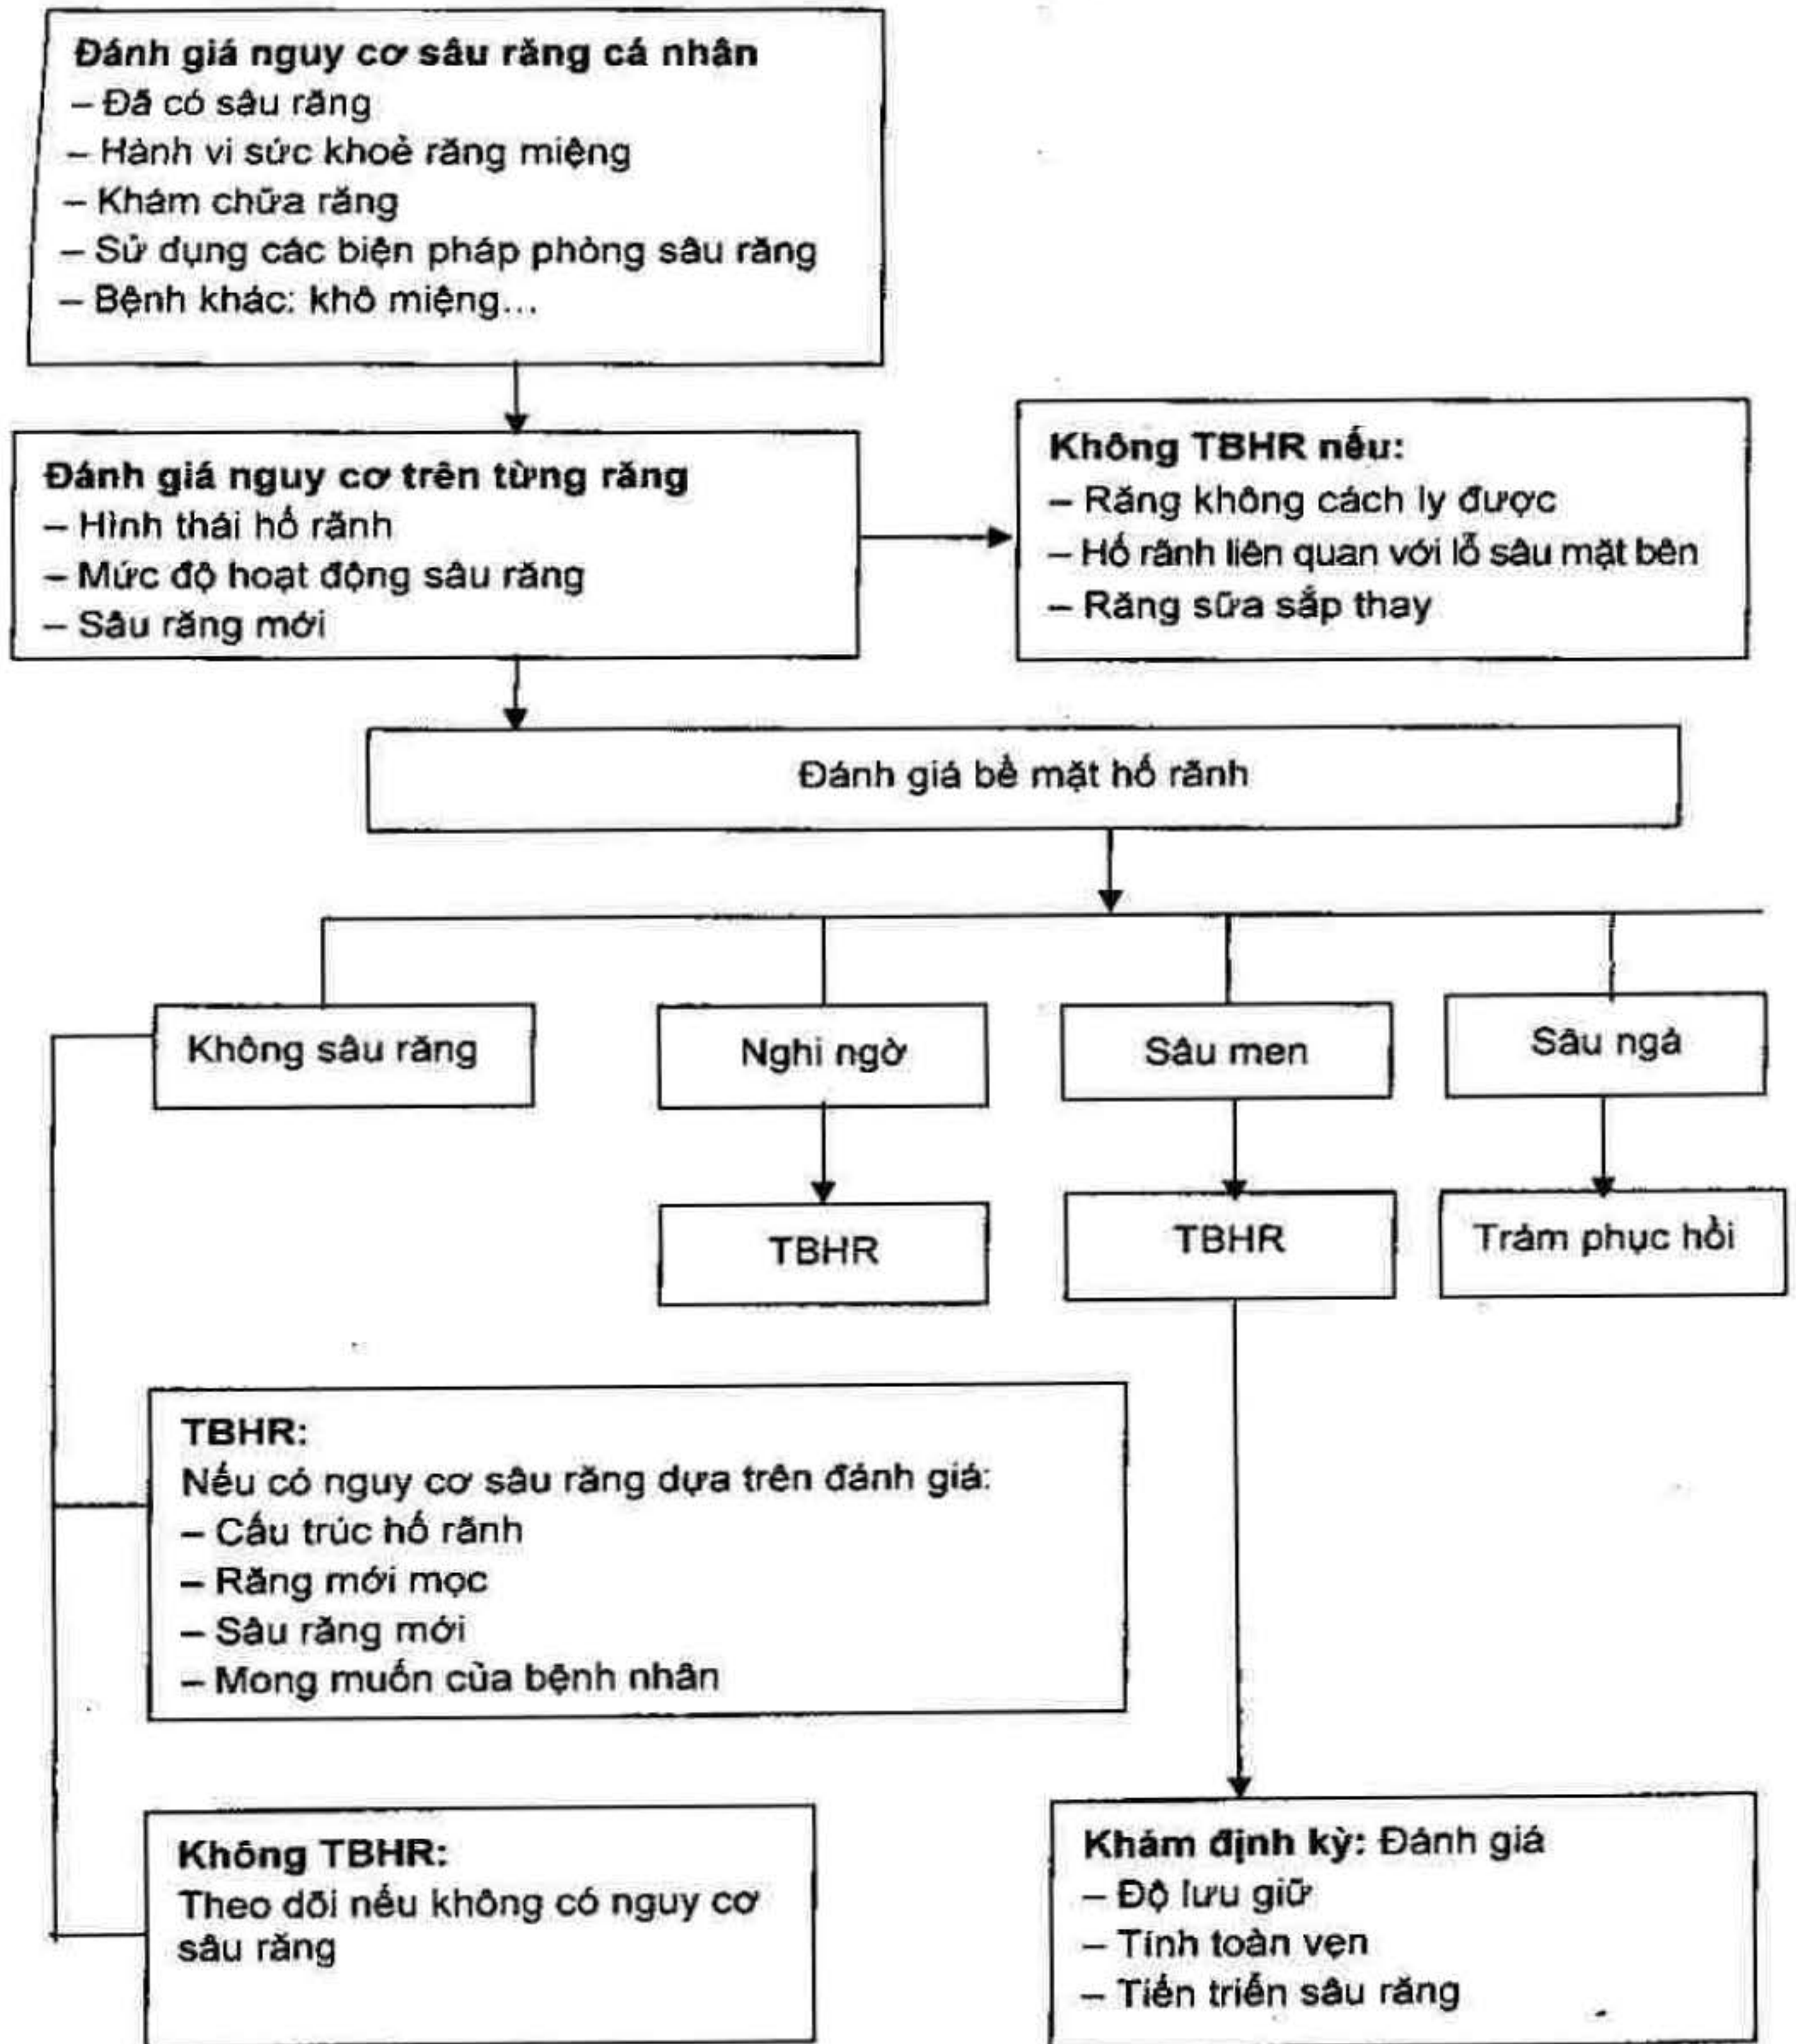 Đánh giá nguy cơ sâu răng cá nhân
– Đã có sâu răng
– Hành vi sức khoẻ răng miệng
– Khám chữa răng
– Sử dụng các biện pháp phòng sâu răng
– Bệnh khác: khô miệng...
Đánh giá nguy cơ trên từng răng
– Hình thái hố rãnh
– Mức độ hoạt động sâu răng
– Sâu răng mới
Không TBHR nếu:
– Răng không cách ly được
– Hố rãnh liên quan với lỗ sâu mặt bên
– Răng sữa sắp thay
Đánh giá bề mặt hố rãnh
Không sâu răng
Nghi ngờ
Sâu men
Sâu ngà
TBHR
TBHR
Trám phục hồi
TBHR:
Nếu có nguy cơ sâu răng dựa trên đánh giá:
– Cấu trúc hố rãnh
– Răng mới mọc
– Sâu răng mới
– Mong muốn của bệnh nhân
Không TBHR:
Theo dõi nếu không có nguy cơ
sâu răng
Khám định kỳ: Đánh giá
– Độ lưu giữ
– Tính toàn vẹn
– Tiến triển sâu răng